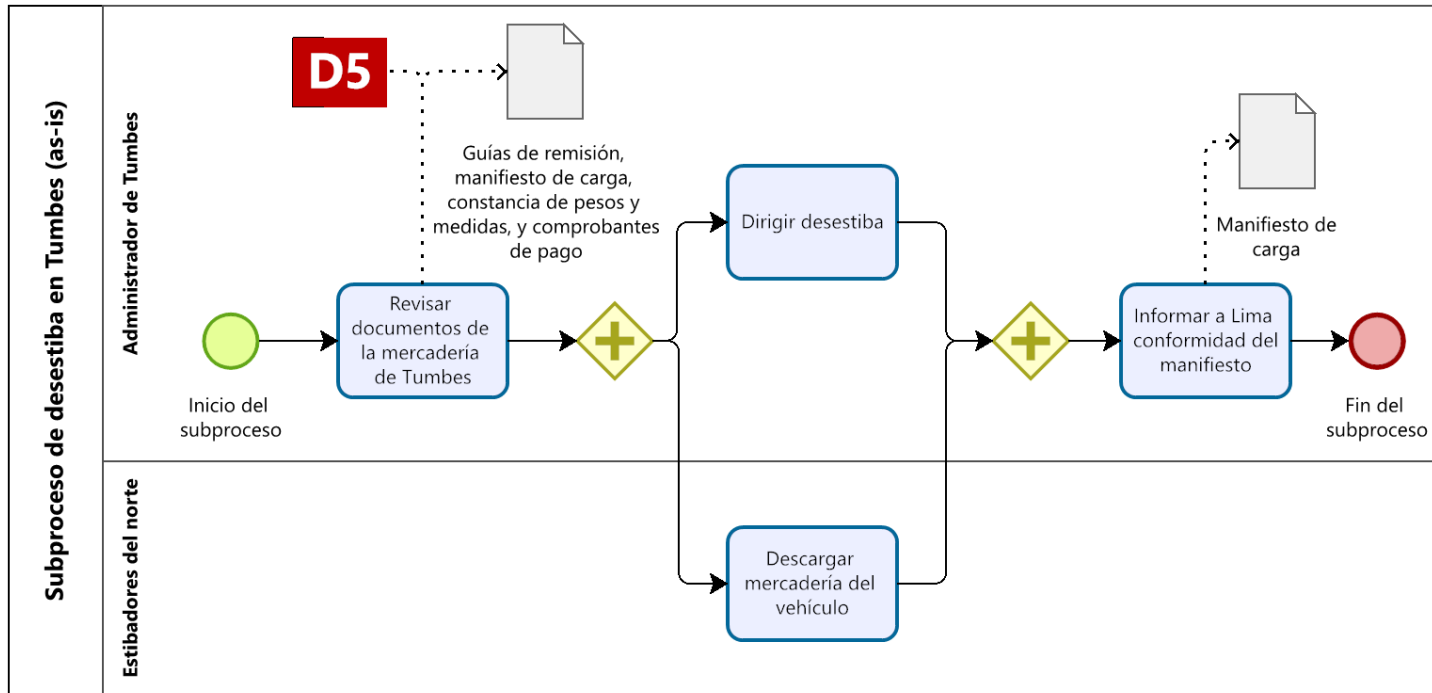 Subproceso de desestiba en Tumbes (as-is)
Administrador de Tumbes
D5
Guías de remisión,
manifiesto de carga,
constancia de pesos y
medidas, y comprobantes
de pago
Inicio del
subproceso
Revisar
documentos de
la mercadería
de Tumbes
Dirigir desestiba
Manifiesto de
carga
Informar a Lima
conformidad del
manifiesto
Fin del
subproceso
Estibadores del norte
Descargar
mercadería del
vehículo